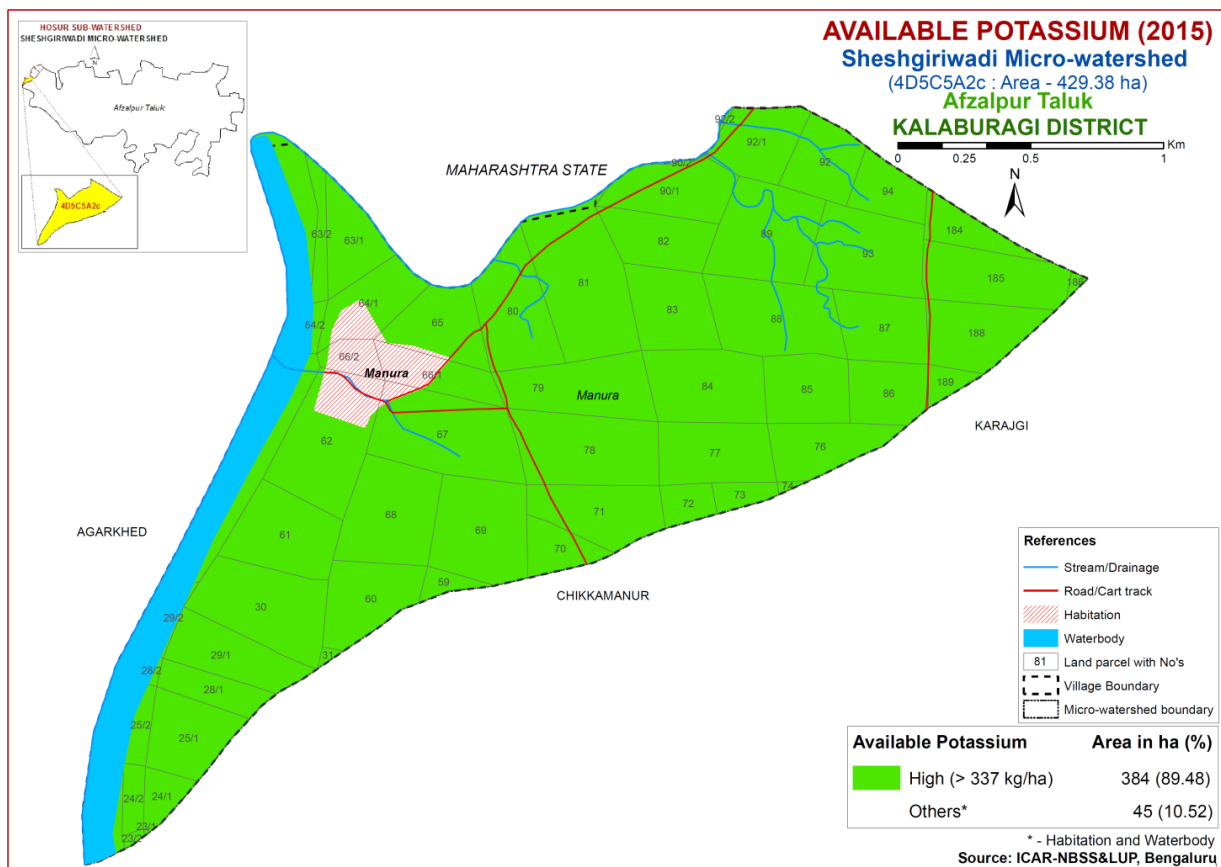 HOSUR SUB-WATERSHED
SHESHGIRIWADI MICRO-WATERSHED
N
Afzalpur Taluk
4D5C5A2c
AVAILABLE POTASSIUM (2015)
Sheshgiriwadi Micro-watershed
(4D5C5A2c : Area - 429.38 ha)
Afzalpur Taluk
KALABURAGI DISTRICT
Km
0 0.25 0.5 1
N
MAHARASHTRA STATE
92/2
92/1
92
90/2
90/1
94
63/2
63/1
82
89
93
184
81
185
186
64/1
80
83
64/2
65
88
87
188
66/2
Manura
66/1
79
Manura
84
85
86
189
KARAJGI
62
67
78
77
76
74
73
72
71
68
69
70
AGARKHED
61
59
60
CHIKKAMANUR
30
29/2
31
29/1
28/2
28/1
25/2
25/1
24/2
24/1
23/1
23/2
References
Stream/Drainage
Road/Cart track
Habitation
Waterbody
81 Land parcel with No's
Village Boundary
Micro-watershed boundary
Available Potassium Area in ha (%)
High (> 337 kg/ha) 384 (89.48)
Others* 45 (10.52)
* - Habitation and Waterbody
Source: ICAR-NBSS&LUP, Bengaluru